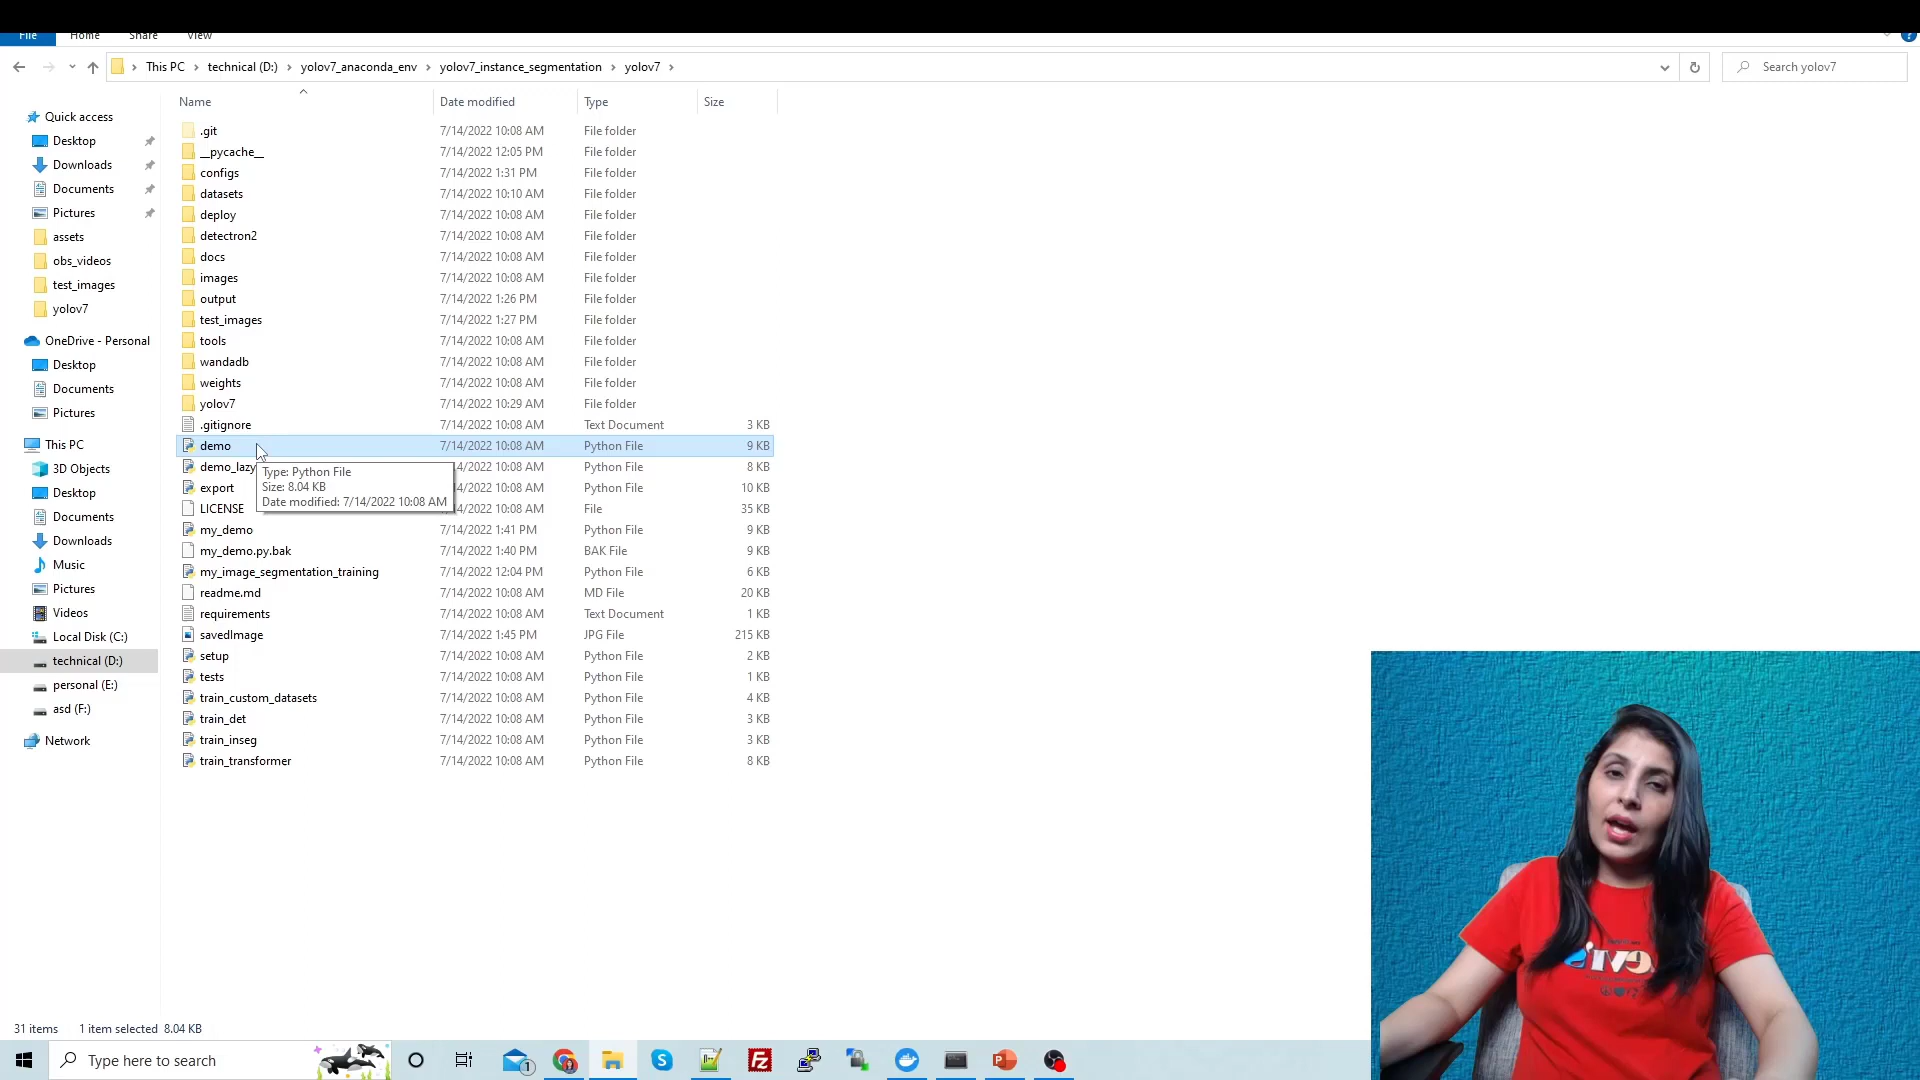 File Home Share View
This PC technical (D:) yolov7_anaconda_env yolov7_instance_segmentation yolov7
Search yolov7
Name Date modified Type Size
Quick access
Desktop
Downloads
Documents
Pictures
assets
obs_videos
test_images
yolov7
OneDrive - Personal
Desktop
Documents
Pictures
This PC
3D Objects
Desktop
Documents
Downloads
Music
Pictures
Videos
Local Disk (C:)
technical (D:)
personal (E:)
asd (F:)
Network
.git 7/14/2022 10:08 AM File folder
__pycache__ 7/14/2022 12:05 PM File folder
configs 7/14/2022 1:31 PM File folder
datasets 7/14/2022 10:10 AM File folder
deploy 7/14/2022 10:08 AM File folder
detectron2 7/14/2022 10:08 AM File folder
docs 7/14/2022 10:08 AM File folder
images 7/14/2022 10:08 AM File folder
output 7/14/2022 1:26 PM File folder
test_images 7/14/2022 1:27 PM File folder
tools 7/14/2022 10:08 AM File folder
wandadb 7/14/2022 10:08 AM File folder
weights 7/14/2022 10:08 AM File folder
yolov7 7/14/2022 10:29 AM File folder
.gitignore 7/14/2022 10:08 AM Text Document 3 KB
demo 7/14/2022 10:08 AM Python File 9 KB
demo_lazy /14/2022 10:08 AM Python File 8 KB
export /14/2022 10:08 AM Python File 10 KB
LICENSE /14/2022 10:08 AM File 35 KB
Type: Python File
Size: 8.04 KB
Date modified: 7/14/2022 10:08 AM
my_demo 7/14/2022 1:41 PM Python File 9 KB
my_demo.py.bak 7/14/2022 1:40 PM BAK File 9 KB
my_image_segmentation_training 7/14/2022 12:04 PM Python File 6 KB
readme.md 7/14/2022 10:08 AM MD File 20 KB
requirements 7/14/2022 10:08 AM Text Document 1 KB
savedImage 7/14/2022 1:45 PM JPG File 215 KB
setup 7/14/2022 10:08 AM Python File 2 KB
tests 7/14/2022 10:08 AM Python File 1 KB
train_custom_datasets 7/14/2022 10:08 AM Python File 4 KB
train_det 7/14/2022 10:08 AM Python File 3 KB
train_inseg 7/14/2022 10:08 AM Python File 3 KB
train_transformer 7/14/2022 10:08 AM Python File 8 KB
31 items 1 item selected 8.04 KB
Type here to search